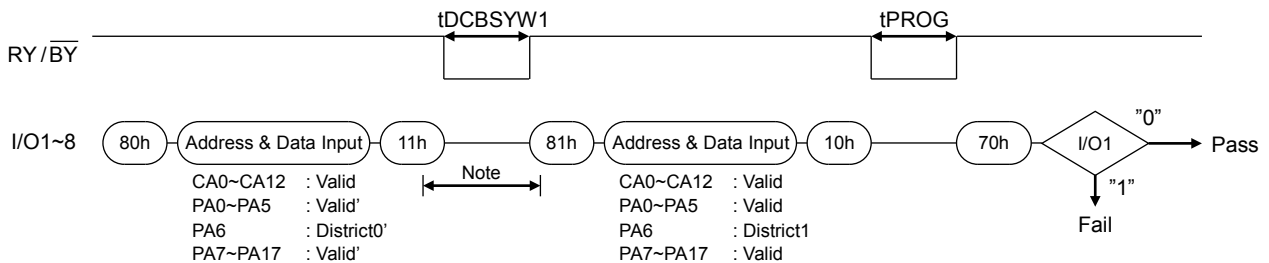 tDCBSYW1
tPROG
RY/BY
I/O1~8
80h
Address & Data Input
11h
81h
Address & Data Input
10h
70h
I/O1
”0”
Pass
Note
”1”
Fail
CA0~CA12 : Valid
PA0~PA5 : Valid’
PA6 : District0’
PA7~PA17 : Valid’
CA0~CA12 : Valid
PA0~PA5 : Valid
PA6 : District1
PA7~PA17 : Valid